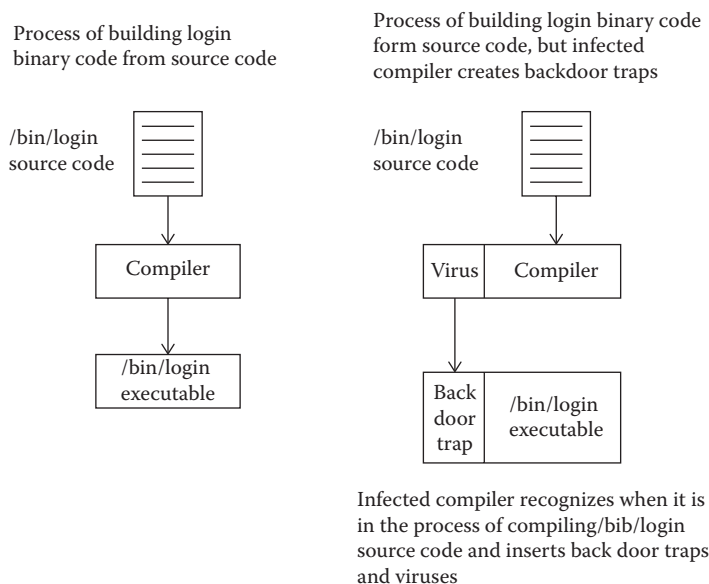 Process of building login
binary code from source code
/bin/login
source code
Compiler
/bin/login
executable
Process of building login binary code
form source code, but infected
compiler creates backdoor traps
/bin/login
source code
Virus
Compiler
Back
door
trap
/bin/login
executable
Infected compiler recognizes when it is
in the process of compiling/bib/login
source code and inserts back door traps
and viruses